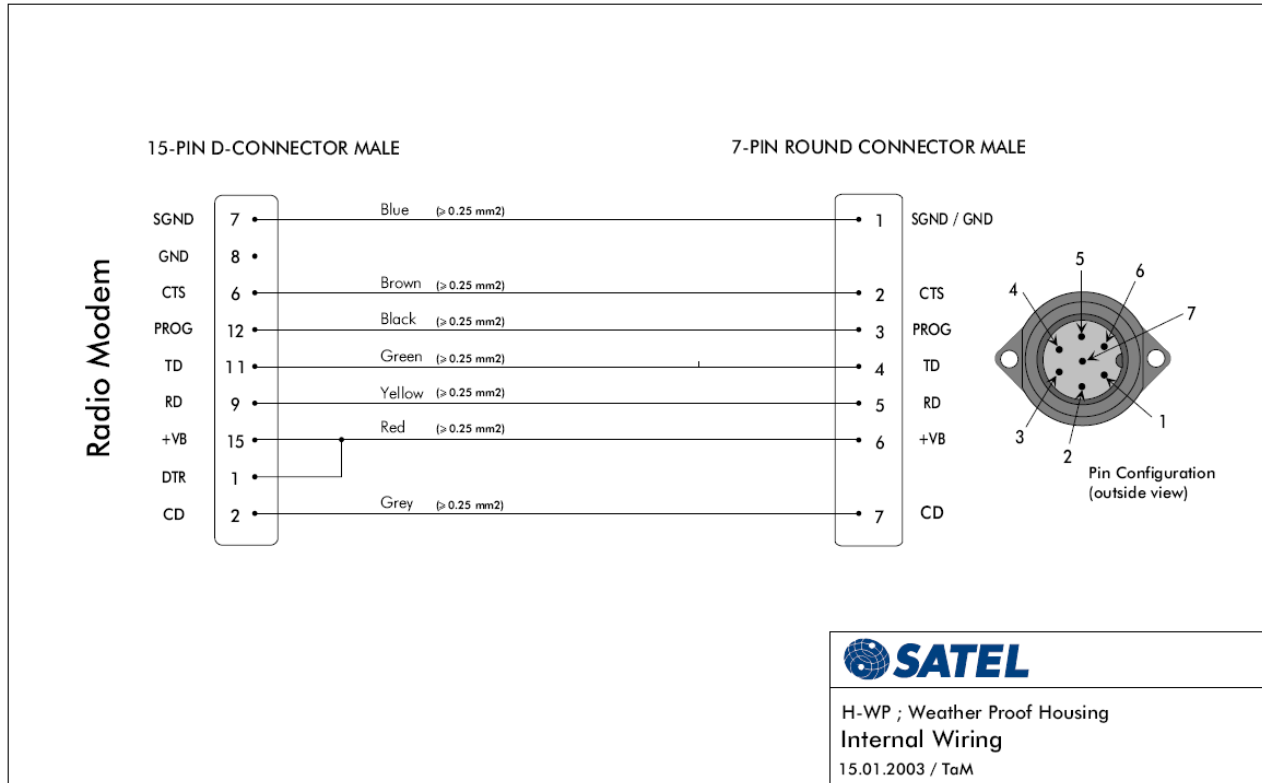 15-PIN D-CONNECTOR MALE
7-PIN ROUND CONNECTOR MALE
Radio Modem
SGND 7 Blue (⩾ 0.25 mm2) 1 SGND / GND
GND 8
CTS 6 Brown (⩾ 0.25 mm2) 2 CTS
PROG 12 Black (⩾ 0.25 mm2) 3 PROG
TD 11 Green (⩾ 0.25 mm2) 4 TD
RD 9 Yellow (⩾ 0.25 mm2) 5 RD
+VB 15 Red (⩾ 0.25 mm2) 6 +VB
DTR 1
CD 2 Grey (⩾ 0.25 mm2) 7 CD
5
6
4
7
3
2
1
Pin Configuration
(outside view)
SATEL
H-WP ; Weather Proof Housing
Internal Wiring
15.01.2003 / TaM